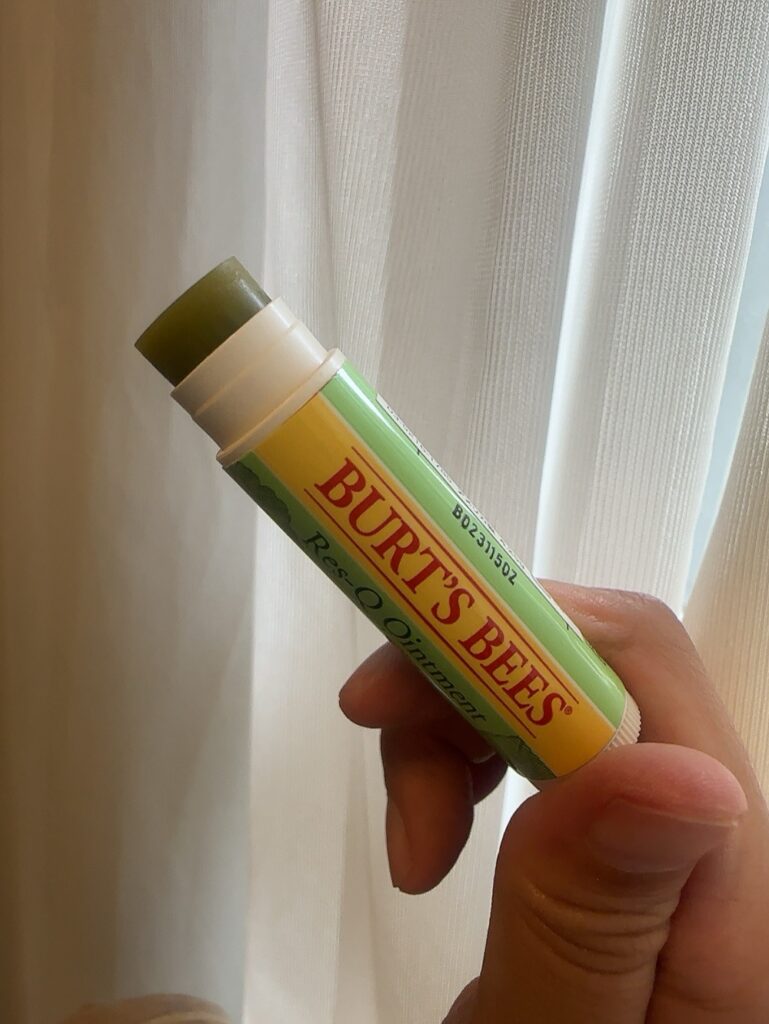 BURT'S BEES®
Res-Q Ointment
B02311502